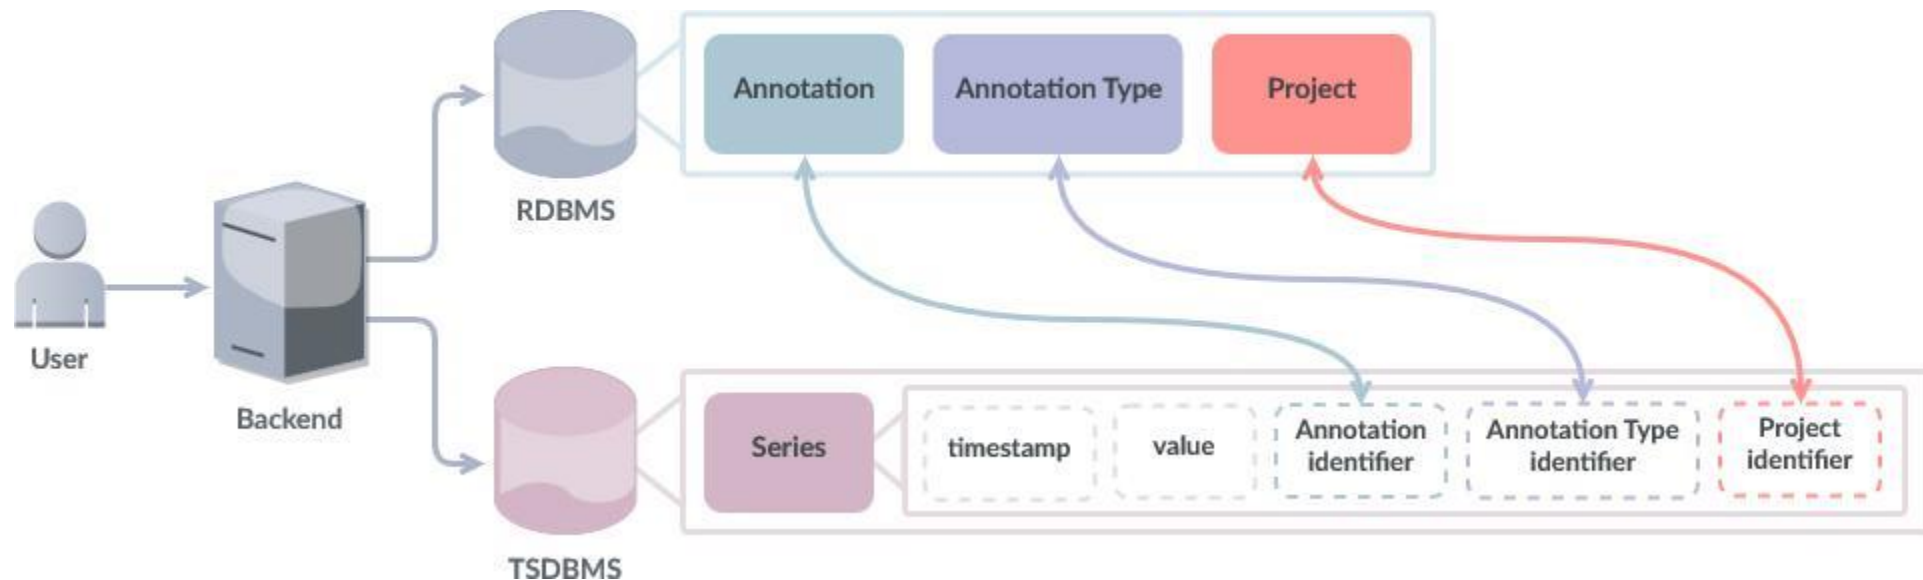 Annotation
Annotation Type
Project
RDBMS
User
Backend
Series
timestamp
value
Annotation
identifier
Annotation Type
identifier
Project
identifier
TSDBMS